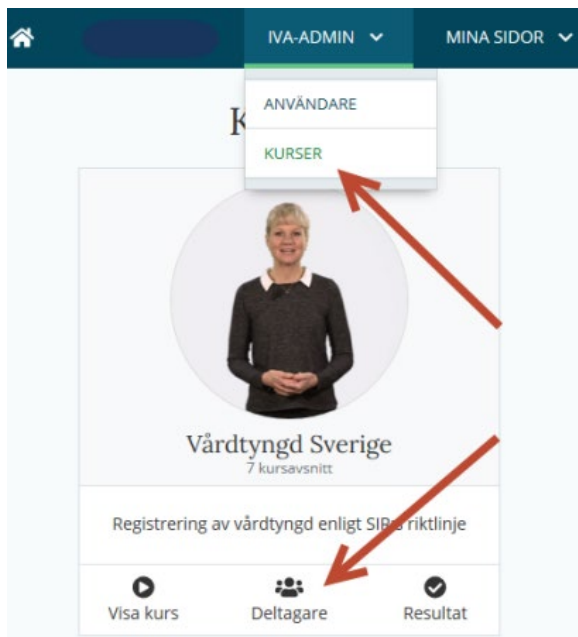 IVA-ADMIN
MINA SIDOR
ANVÄNDARE
KURSER
Vårdtyngd Sverige
7 kursavsnitt
Registrering av vårdtyngd enligt riktlinje
Visa kurs
Deltagare
Resultat